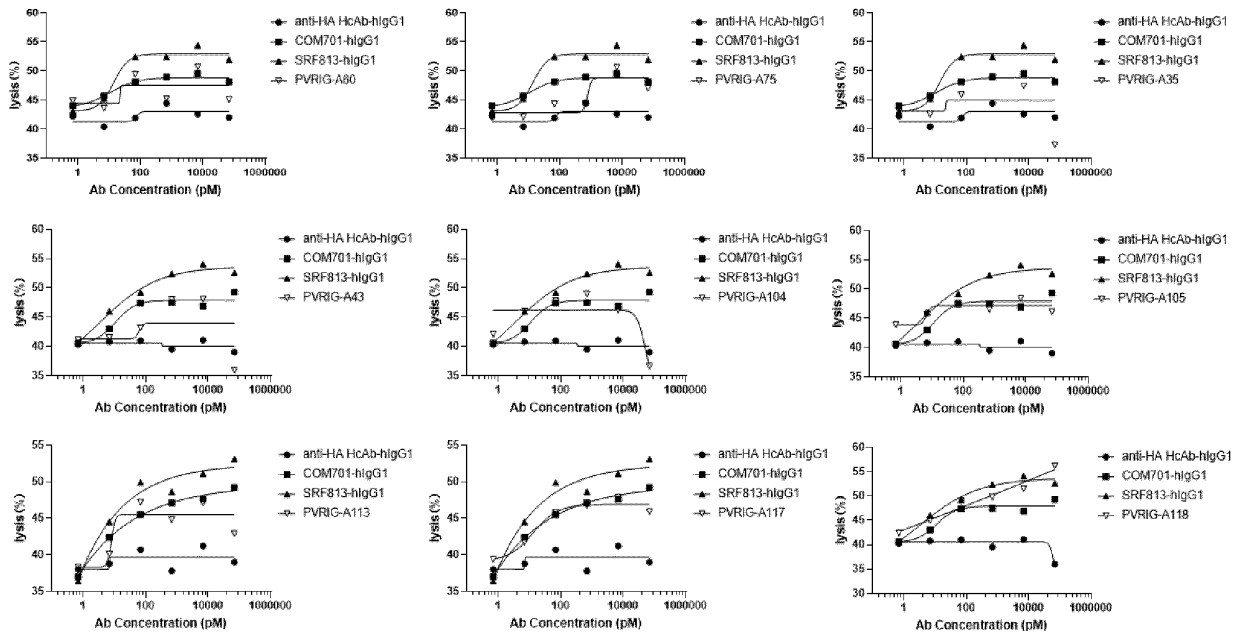 60
55
50
45
40
35
lysis (%)
1
100
10000
1000000
Ab Concentration (pM)
anti-HA HcAb-hIgG1
COM701-hIgG1
SRF813-hIgG1
60
55
50
45
40
35
lysis (%)
1
100
10000
1000000
Ab Concentration (pM)
anti-HA HcAb-hIgG1
COM701-hIgG1
SRF813-hIgG1
PVRIG-A75
60
55
50
45
40
35
lysis (%)
1
100
10000
1000000
Ab Concentration (pM)
anti-HA HcAb-hIgG1
COM701-hIgG1
SRF813-hIgG1
PVRIG-A35
60
55
50
45
40
35
lysis (%)
1
100
10000
1000000
Ab Concentration (pM)
anti-HA HcAb-hIgG1
COM701-hIgG1
SRF813-hIgG1
PVRIG-A43
60
55
50
45
40
35
lysis (%)
1
100
10000
1000000
Ab Concentration (pM)
anti-HA HcAb-hIgG1
COM701-hIgG1
SRF813-hIgG1
PVRIG-A104
60
55
50
45
40
35
lysis (%)
1
100
10000
1000000
Ab Concentration (pM)
anti-HA HcAb-hIgG1
COM701-hIgG1
SRF813-hIgG1
PVRIG-A105
55
50
45
40
35
lysis (%)
1
100
10000
1000000
Ab Concentration (pM)
anti-HA HcAb-hIgG1
COM701-hIgG1
SRF813-hIgG1
PVRIG-A113
55
50
45
40
35
lysis (%)
1
100
10000
1000000
Ab Concentration (pM)
anti-HA HcAb-hIgG1
COM701-hIgG1
SRF813-hIgG1
PVRIG-A117
60
55
50
45
40
35
30
lysis (%)
1
100
10000
1000000
Ab Concentration (pM)
anti-HA HcAb-hIgG1
COM701-hIgG1
SRF813-hIgG1
PVRIG-A118